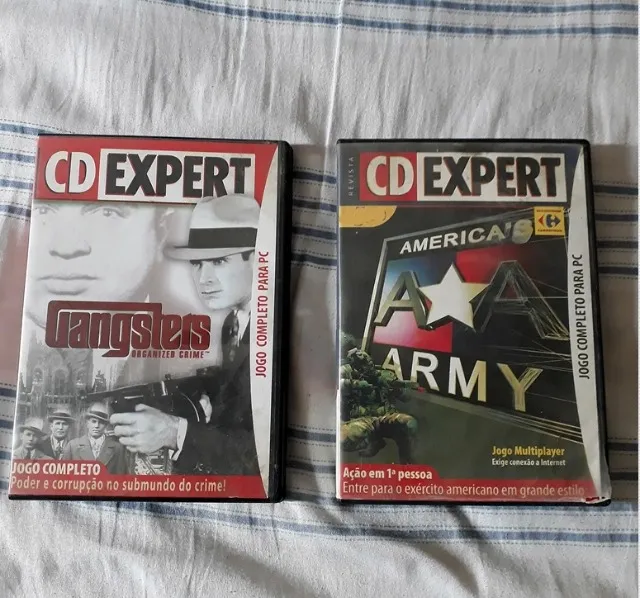 CD EXPERT
Gangsters
ORGANIZED CRIME™
JOGO COMPLETO PARA PC
JOGO COMPLETO
Poder e corrupção no submundo do crime!
REVISTA
CD EXPERT
AMERICA'S
AA
ARMY
JOGO COMPLETO PARA PC
Jogo Multiplayer
Exige conexão a Internet
Ação em 1ª pessoa
Entre para o exército americano em grande estilo